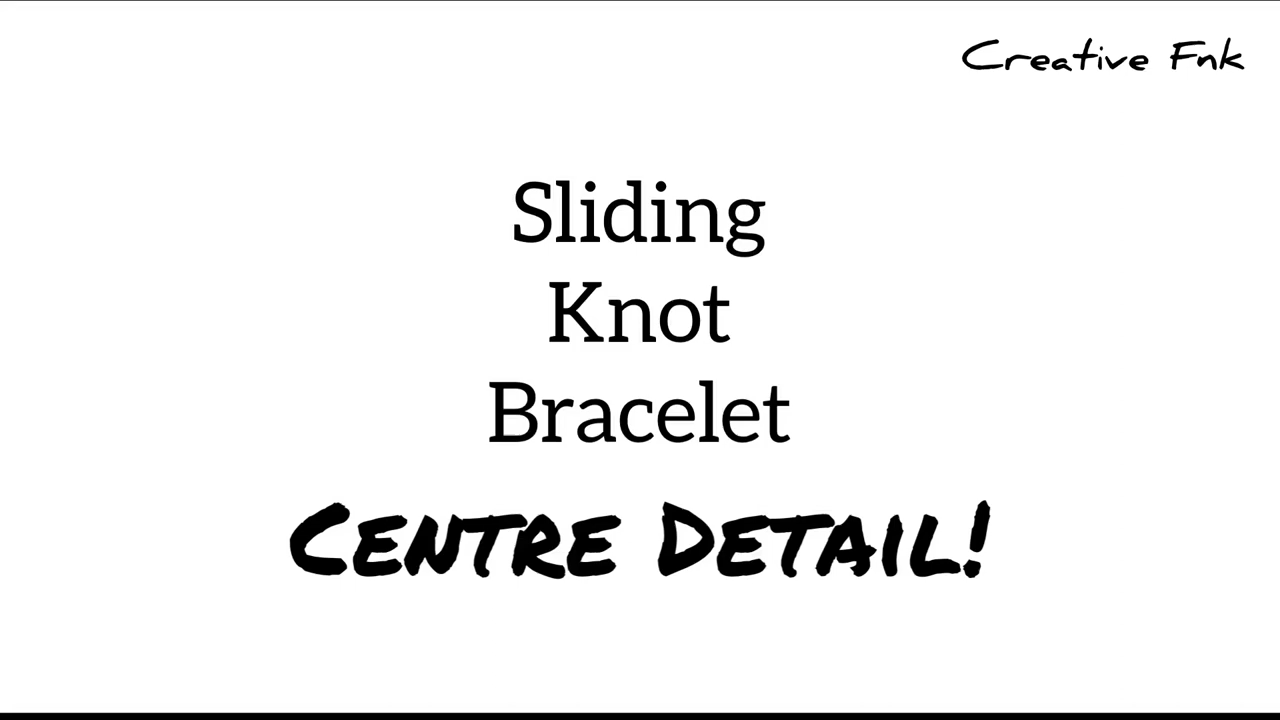 Creative Fnk
Sliding
Knot
Bracelet
CENTRE DETAIL!